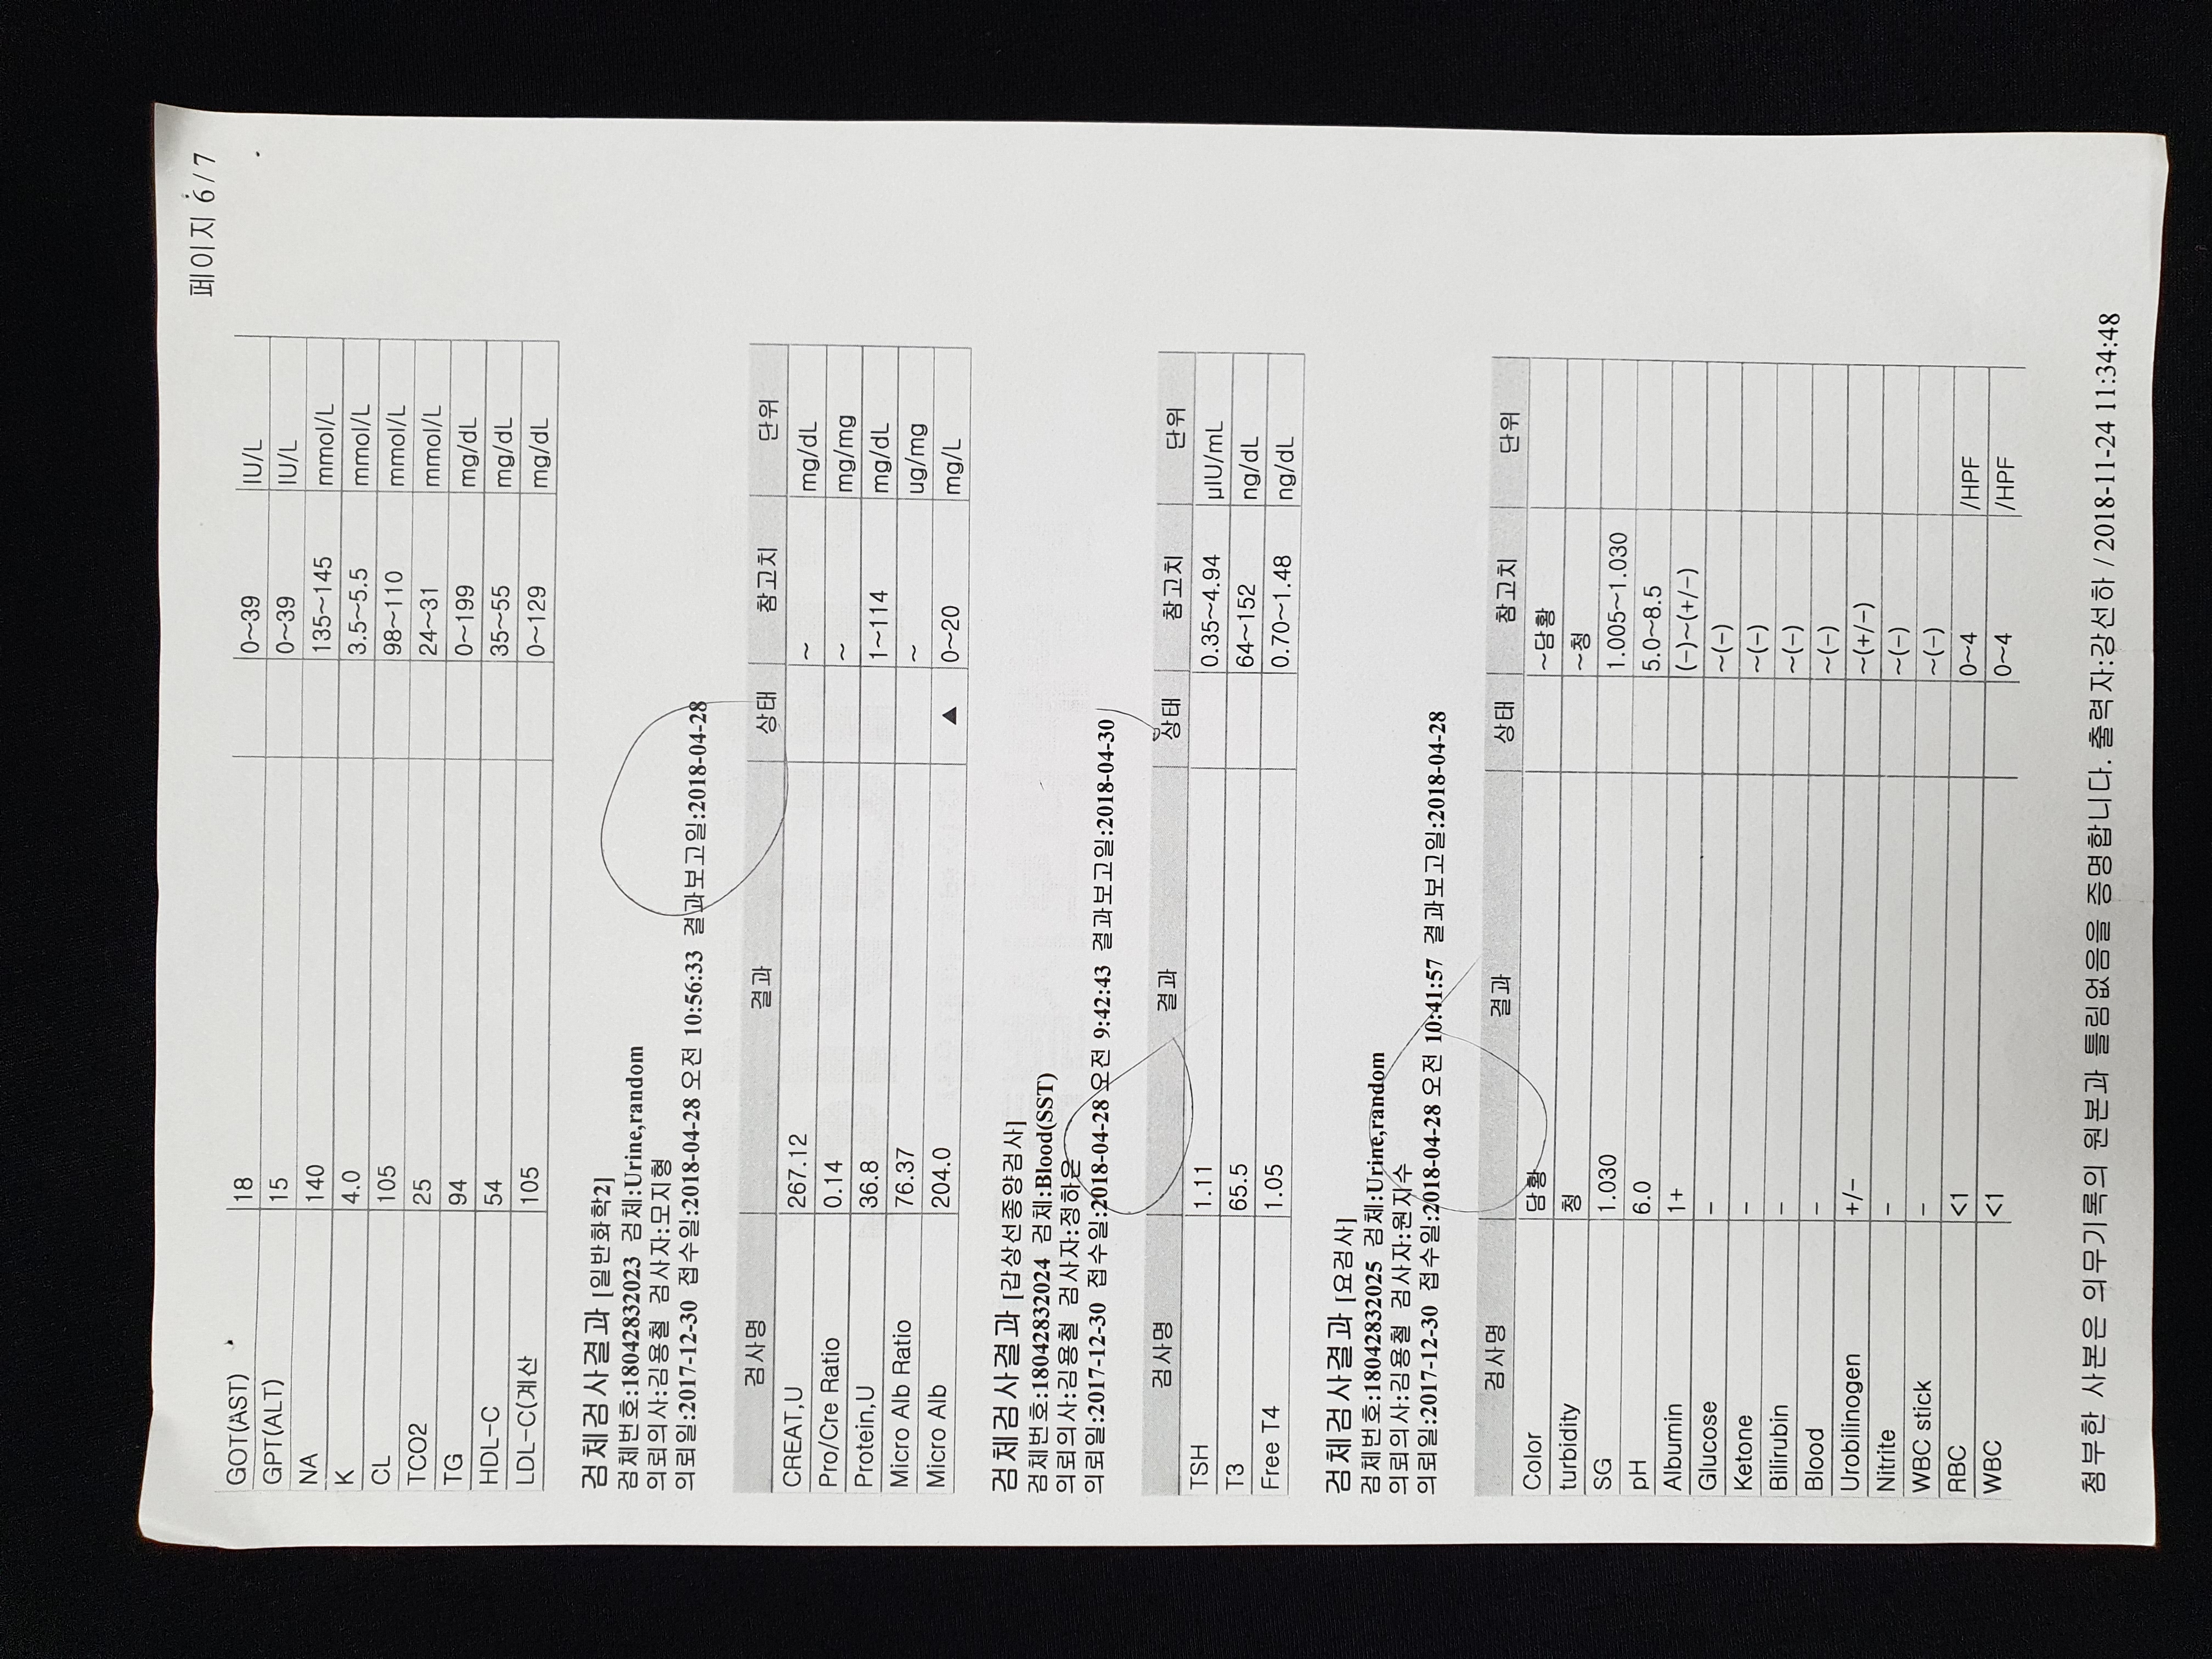 페이지 6 / 7
GOT(AST) 18 0~39 IU/L
GPT(ALT) 15 0~39 IU/L
NA 140 135~145 mmol/L
K 4.0 3.5~5.5 mmol/L
CL 105 98~110 mmol/L
TCO2 25 24~31 mmol/L
TG 94 0~199 mg/dL
HDL-C 54 35~55 mg/dL
LDL-C(계산 105 0~129 mg/dL
검체검사결과 [일반화학2]
검체번호:18042832023 검체:Urine,random
의뢰의사:김용철 검사자:모지형
의뢰일:2017-12-30 접수일:2018-04-28 오전 10:56:33 결과보고일:2018-04-28
검사명 결과 상태 참고치 단위
CREAT,U 267.12 ~ mg/dL
Pro/Cre Ratio 0.14 ~ mg/mg
Protein,U 36.8 1~114 mg/dL
Micro Alb Ratio 76.37 ~ ug/mg
Micro Alb 204.0 ▲ 0~20 mg/L
검체검사결과 [갑상선종양검사]
검체번호:18042832024 검체:Blood(SST)
의뢰의사:김용철 검사자:정하은
의뢰일:2017-12-30 접수일:2018-04-28 오전 9:42:43 결과보고일:2018-04-30
검사명 결과 상태 참고치 단위
TSH 1.11 0.35~4.94 µIU/mL
T3 65.5 64~152 ng/dL
Free T4 1.05 0.70~1.48 ng/dL
검체검사결과 [요검사]
검체번호:18042832025 검체:Urine,random
의뢰의사:김용철 검사자:원지수
의뢰일:2017-12-30 접수일:2018-04-28 오전 10:41:57 결과보고일:2018-04-28
검사명 결과 상태 참고치 단위
Color 담황 ~담황
turbidity 청 ~청
SG 1.030 1.005~1.030
pH 6.0 5.0~8.5
Albumin 1+ (-)~(+/-)
Glucose - ~(-)
Ketone - ~(-)
Bilirubin - ~(-)
Blood - ~(-)
Urobilinogen +/- ~(+/-)
Nitrite - ~(-)
WBC stick - ~(-)
RBC <1 0~4 /HPF
WBC <1 0~4 /HPF
첨부한 사본은 의무기록의 원본과 틀림없음을 증명합니다. 출력자:강선하 / 2018-11-24 11:34:48